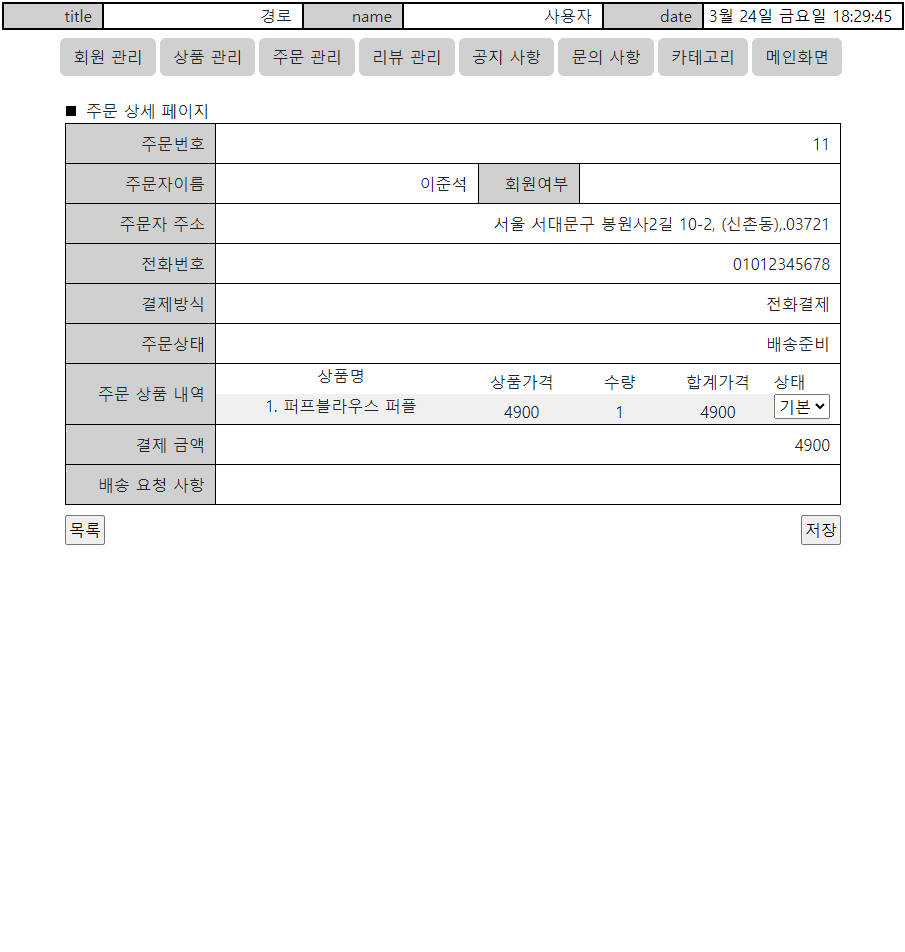 title 경로 name 사용자 date 3월 24일 금요일 18:29:45
회원 관리 상품 관리 주문 관리 리뷰 관리 공지 사항 문의 사항 카테고리 메인화면
■ 주문 상세 페이지
주문번호 11
주문자이름 이준석 회원여부
주문자 주소 서울 서대문구 봉원사2길 10-2, (신촌동),.03721
전화번호 01012345678
결제방식 전화결제
주문상태 배송준비
주문 상품 내역 상품명 상품가격 수량 합계가격 상태
1. 퍼프블라우스 퍼플 4900 1 4900 기본
결제 금액 4900
배송 요청 사항
목록 저장